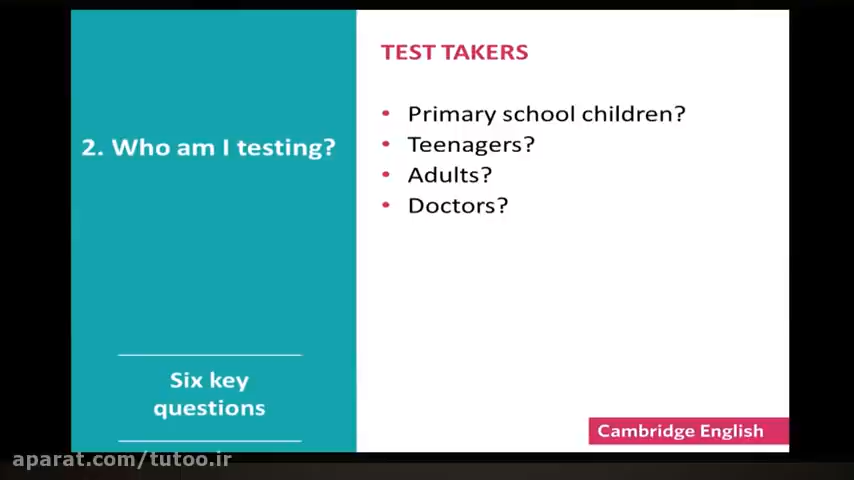 2. Who am I testing?
Six key
questions
TEST TAKERS
• Primary school children?
• Teenagers?
• Adults?
• Doctors?
Cambridge English
aparat.com/tutoo.ir